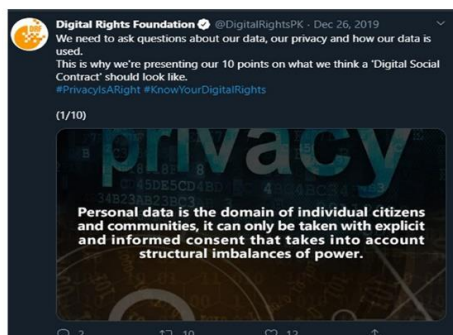 Digital Rights Foundation @DigitalRightsPK · Dec 26, 2019
We need to ask questions about our data, our privacy and how our data is
used.
This is why we're presenting our 10 points on what we think a 'Digital Social
Contract' should look like.
#PrivacyIsARight #KnowYourDigitalRights
(1/10)
privacy
Personal data is the domain of individual citizens
and communities, it can only be taken with explicit
and informed consent that takes into account
structural imbalances of power.